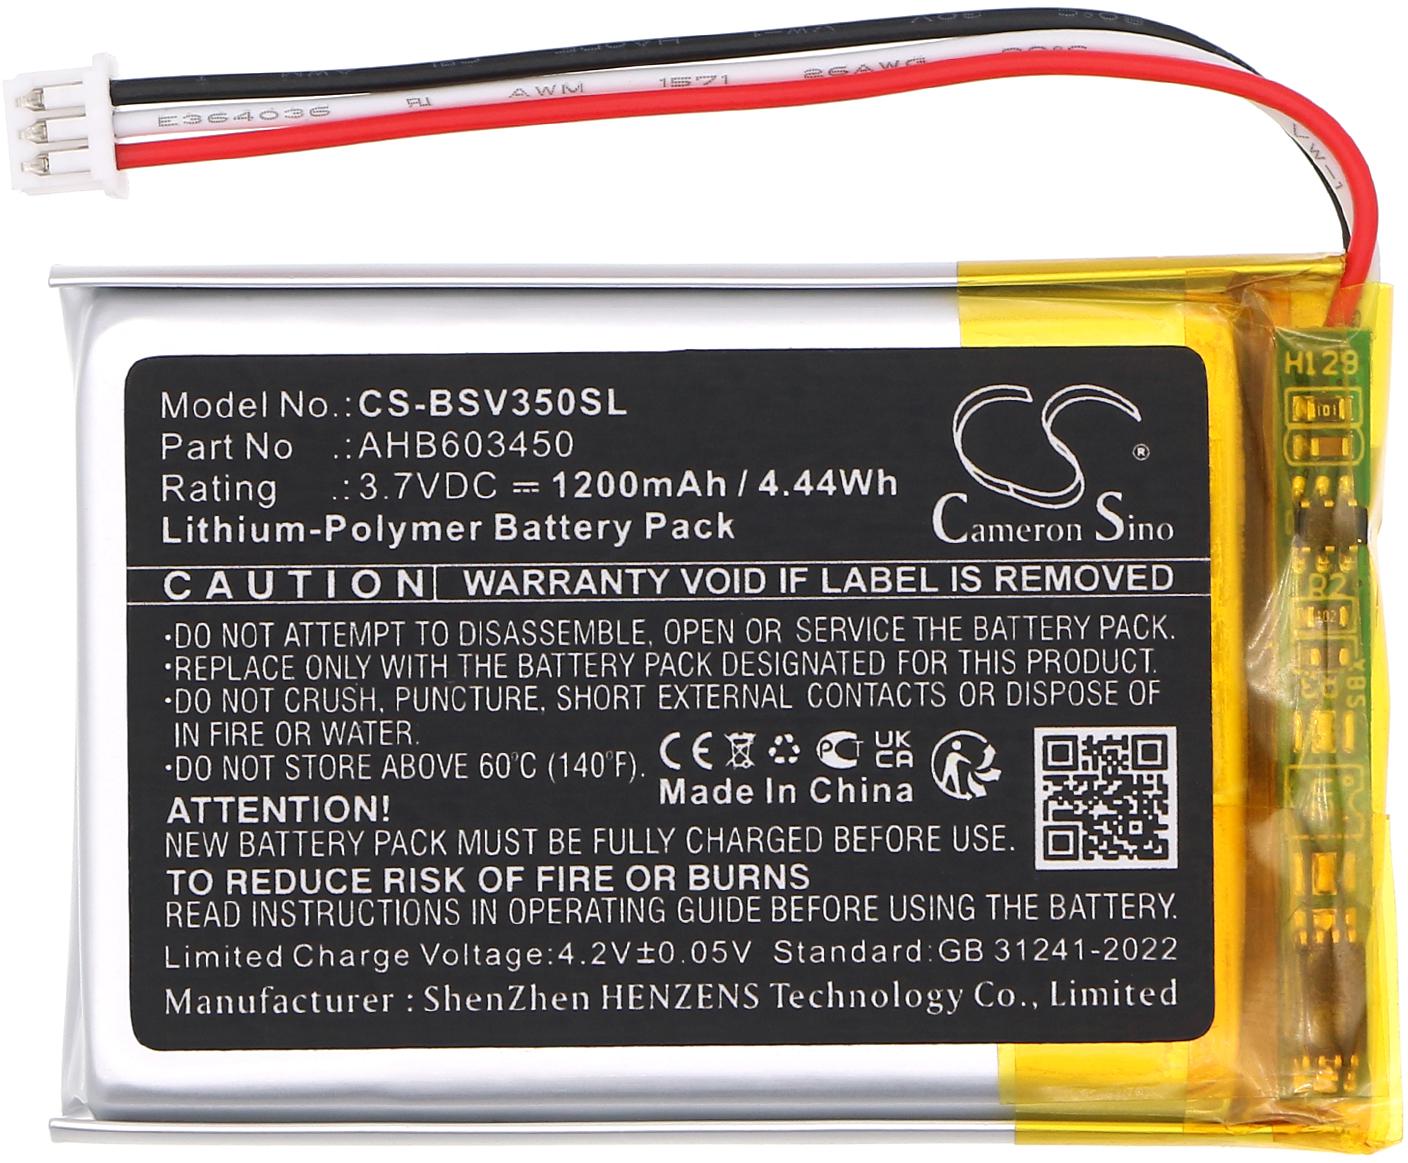 E364036 AWM 1571 26AWG
Model No.: CS-BSV350SL
Part No .: AHB603450
Rating .: 3.7VDC ⎓ 1200mAh / 4.44Wh
Lithium-Polymer Battery Pack
Cameron Sino
CAUTION WARRANTY VOID IF LABEL IS REMOVED
·DO NOT ATTEMPT TO DISASSEMBLE, OPEN OR SERVICE THE BATTERY PACK.
·REPLACE ONLY WITH THE BATTERY PACK DESIGNATED FOR THIS PRODUCT.
·DO NOT CRUSH, PUNCTURE, SHORT EXTERNAL CONTACTS OR DISPOSE OF
IN FIRE OR WATER.
·DO NOT STORE ABOVE 60°C (140°F).
CE UKCA
Made In China
ATTENTION!
NEW BATTERY PACK MUST BE FULLY CHARGED BEFORE USE.
TO REDUCE RISK OF FIRE OR BURNS
READ INSTRUCTIONS IN OPERATING GUIDE BEFORE USING THE BATTERY.
Limited Charge Voltage:4.2V±0.05V Standard:GB 31241-2022
Manufacturer : ShenZhen HENZENS Technology Co., Limited
H128
R2